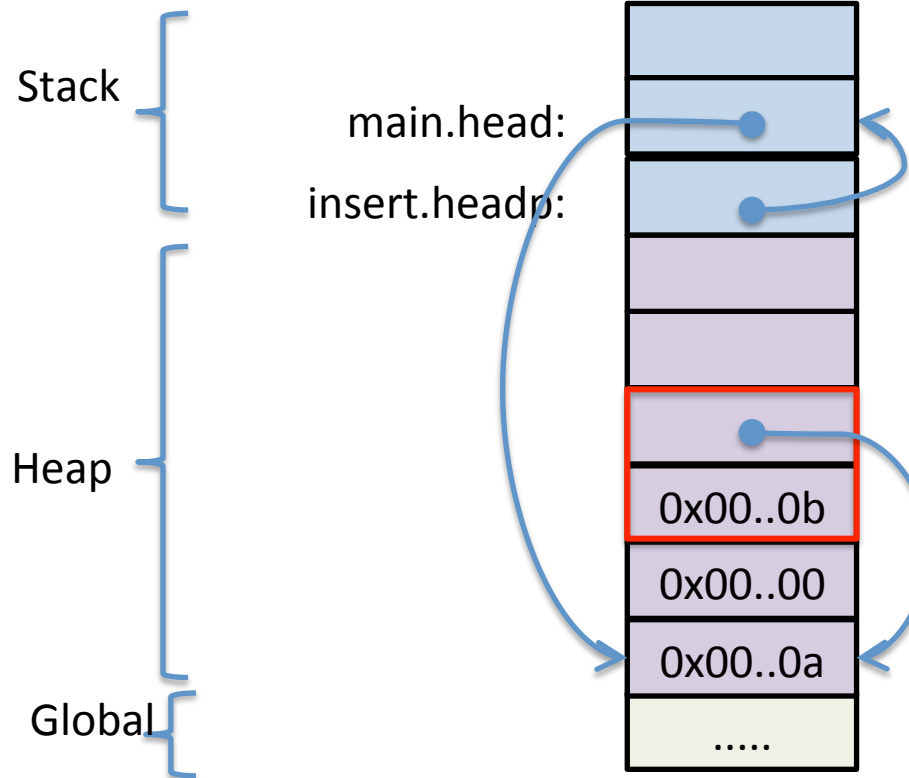 Stack
main.head:
insert.headp:
Heap
0x00..0b
0x00..00
0x00..0a
Global
.....